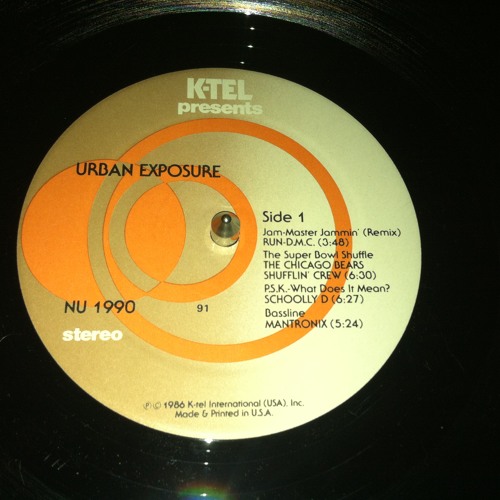 K-TEL
presents
URBAN EXPOSURE
Side 1
Jam-Master Jammin' (Remix)
RUN-D.M.C. (3:48)
The Super Bowl Shuffle
THE CHICAGO BEARS
SHUFFLIN' CREW (6:30)
P.S.K.-What Does It Mean?
SCHOOLLY D (6:27)
Bassline
MANTRONIX (5:24)
NU 1990
91
stereo
℗© 1986 K-tel International (USA), Inc.
Made & Printed in U.S.A.